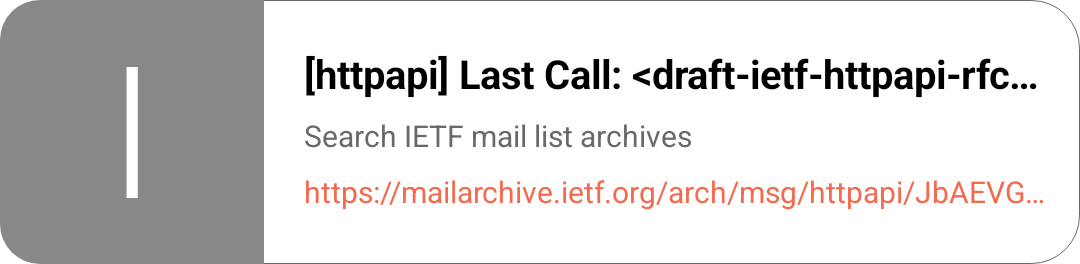 I
[httpapi] Last Call: <draft-ietf-httpapi-rfc...
Search IETF mail list archives
https://mailarchive.ietf.org/arch/msg/httpapi/JbAEVG...